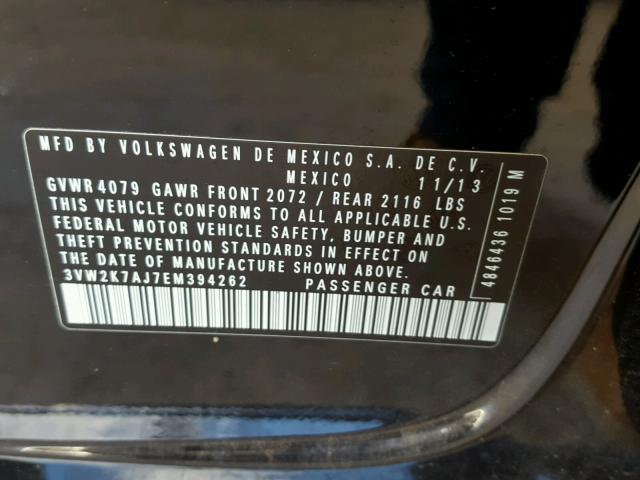 MFD BY VOLKSWAGEN DE MEXICO S.A. DE C.V.
MEXICO 11/13
GVWR 4079 GAWR FRONT 2072 / REAR 2116 LBS
THIS VEHICLE CONFORMS TO ALL APPLICABLE U.S.
FEDERAL MOTOR VEHICLE SAFETY, BUMPER AND
THEFT PREVENTION STANDARDS IN EFFECT ON THE
DATE OF MANUFACTURE SHOWN ABOVE.
3VW2K7AJ7EM394262 PASSENGER CAR
4846436 1019 M